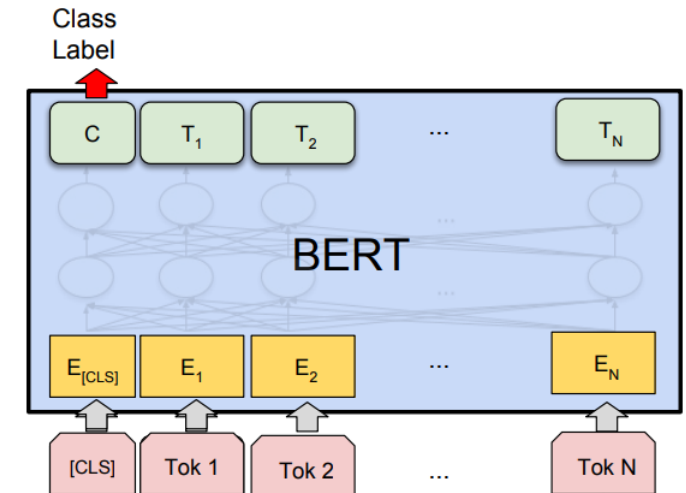 Class
Label
C T1 T2 ... TN
...
BERT
...
E[CLS] E1 E2 ... EN
[CLS] Tok 1 Tok 2 ... Tok N